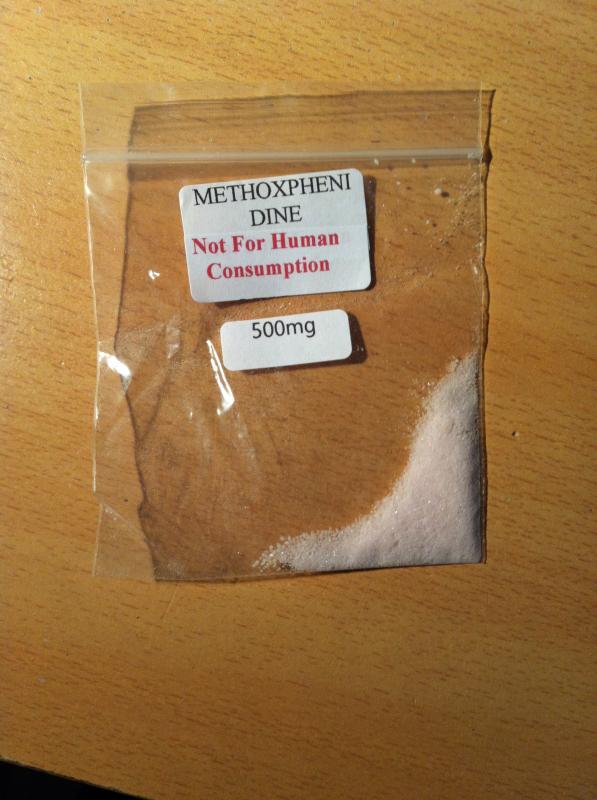 METHOXPHENI
DINE
Not For Human
Consumption
500mg